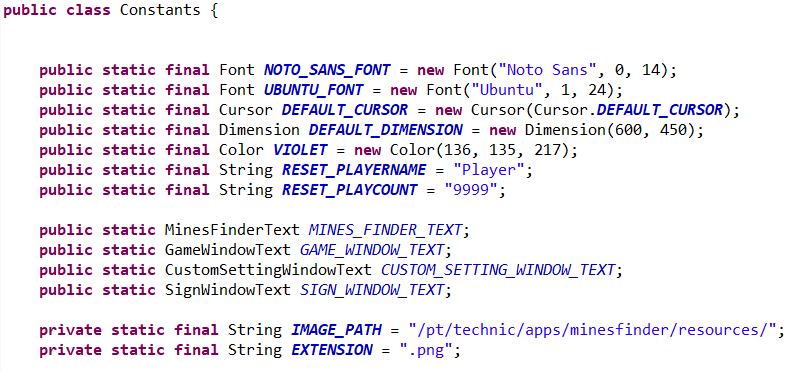 public class Constants {
public static final Font NOTO_SANS_FONT = new Font("Noto Sans", 0, 14);
public static final Font UBUNTU_FONT = new Font("Ubuntu", 1, 24);
public static final Cursor DEFAULT_CURSOR = new Cursor(Cursor.DEFAULT_CURSOR);
public static final Dimension DEFAULT_DIMENSION = new Dimension(600, 450);
public static final Color VIOLET = new Color(136, 135, 217);
public static final String RESET_PLAYERNAME = "Player";
public static final String RESET_PLAYCOUNT = "9999";
public static MinesFinderText MINES_FINDER_TEXT;
public static GameWindowText GAME_WINDOW_TEXT;
public static CustomSettingWindowText CUSTOM_SETTING_WINDOW_TEXT;
public static SignWindowText SIGN_WINDOW_TEXT;
private static final String IMAGE_PATH = "/pt/technic/apps/minesfinder/resources/";
private static final String EXTENSION = ".png";